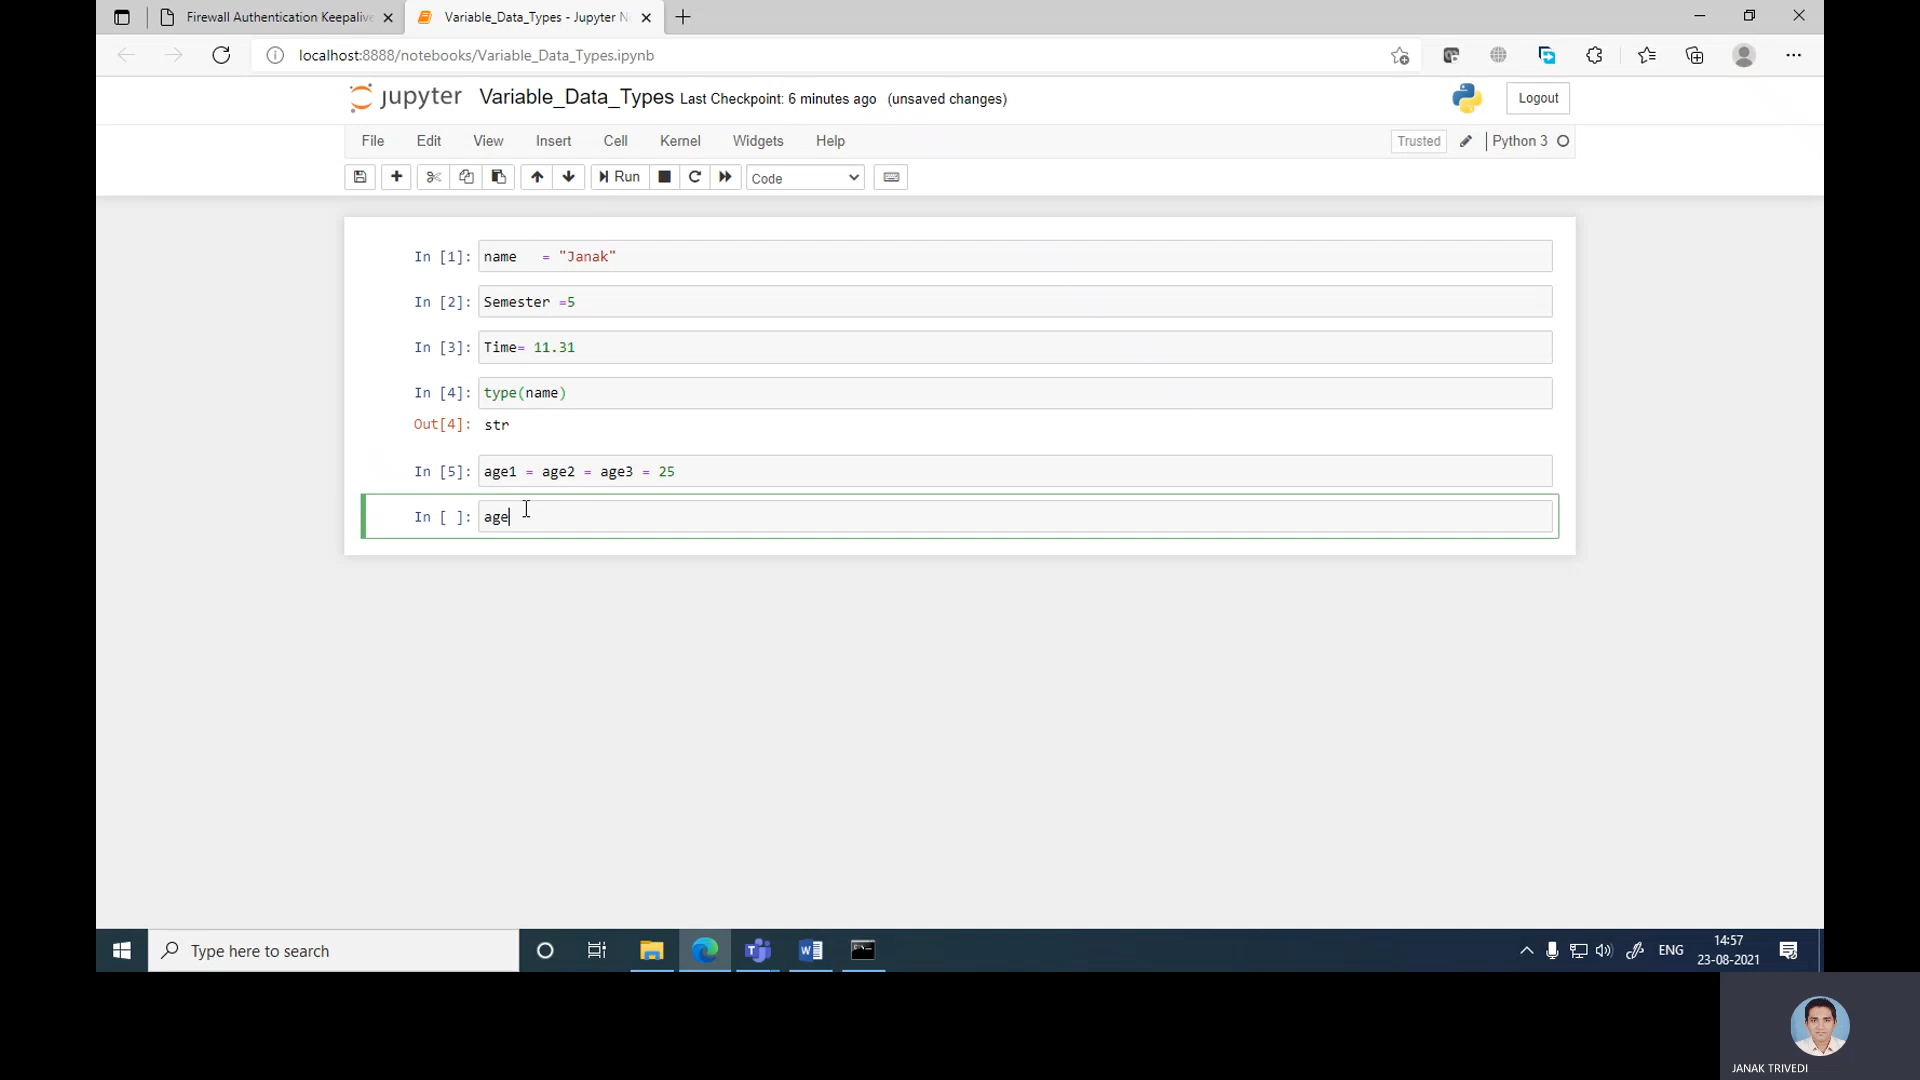 Firewall Authentication Keepalive
Variable_Data_Types - Jupyter N
localhost:8888/notebooks/Variable_Data_Types.ipynb
jupyter Variable_Data_Types Last Checkpoint: 6 minutes ago (unsaved changes)
Logout
File Edit View Insert Cell Kernel Widgets Help
Trusted Python 3
Run Code
In [1]: name   = "Janak"
In [2]: Semester =5
In [3]: Time= 11.31
In [4]: type(name)
Out[4]: str
In [5]: age1 = age2 = age3 = 25
In [ ]: age
Type here to search
ENG
14:57
23-08-2021
JANAK TRIVEDI